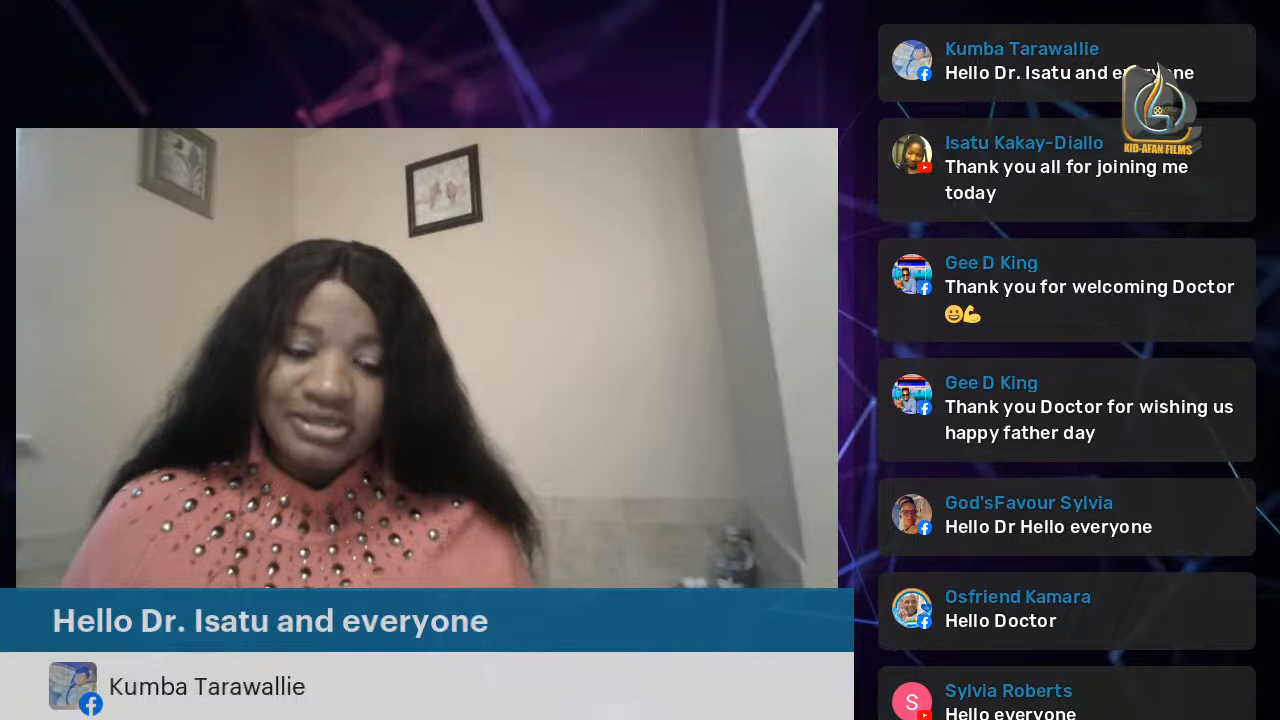 Kumba Tarawallie
Hello Dr. Isatu and everyone
KID-AFAN FILMS
Isatu Kakay-Diallo
Thank you all for joining me
today
Gee D King
Thank you for welcoming Doctor
😀💪
Gee D King
Thank you Doctor for wishing us
happy father day
God'sFavour Sylvia
Hello Dr Hello everyone
Osfriend Kamara
Hello Doctor
S
Sylvia Roberts
Hello everyone
Hello Dr. Isatu and everyone
Kumba Tarawallie